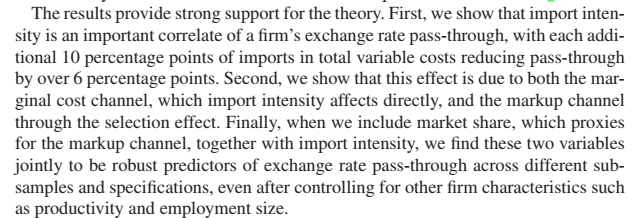 The results provide strong support for the theory. First, we show that import inten-
sity is an important correlate of a firm's exchange rate pass-through, with each addi-
tional 10 percentage points of imports in total variable costs reducing pass-through
by over 6 percentage points. Second, we show that this effect is due to both the mar-
ginal cost channel, which import intensity affects directly, and the markup channel
through the selection effect. Finally, when we include market share, which proxies
for the markup channel, together with import intensity, we find these two variables
jointly to be robust predictors of exchange rate pass-through across different sub-
samples and specifications, even after controlling for other firm characteristics such
as productivity and employment size.